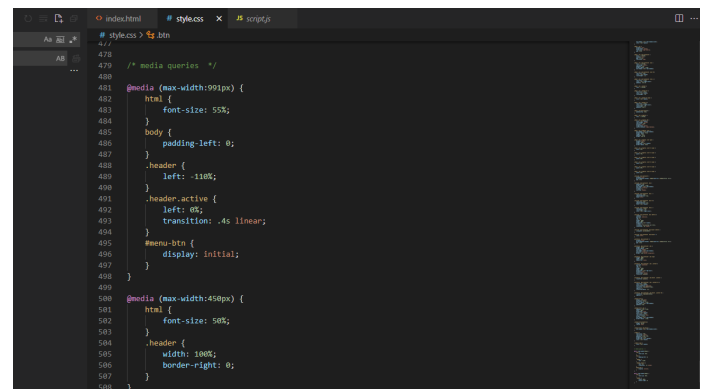 index.html
# style.css
JS script.js
# style.css > .btn
Aa
AB
477
478
479 /* media queries */
480
481 @media (max-width:991px) {
482 html {
483 font-size: 55%;
484 }
485 body {
486 padding-left: 0;
487 }
488 .header {
489 left: -110%;
490 }
491 .header.active {
492 left: 0%;
493 transition: .4s linear;
494 }
495 #menu-btn {
496 display: initial;
497 }
498 }
499
500 @media (max-width:450px) {
501 html {
502 font-size: 50%;
503 }
504 .header {
505 width: 100%;
506 border-right: 0;
507 }
508 }